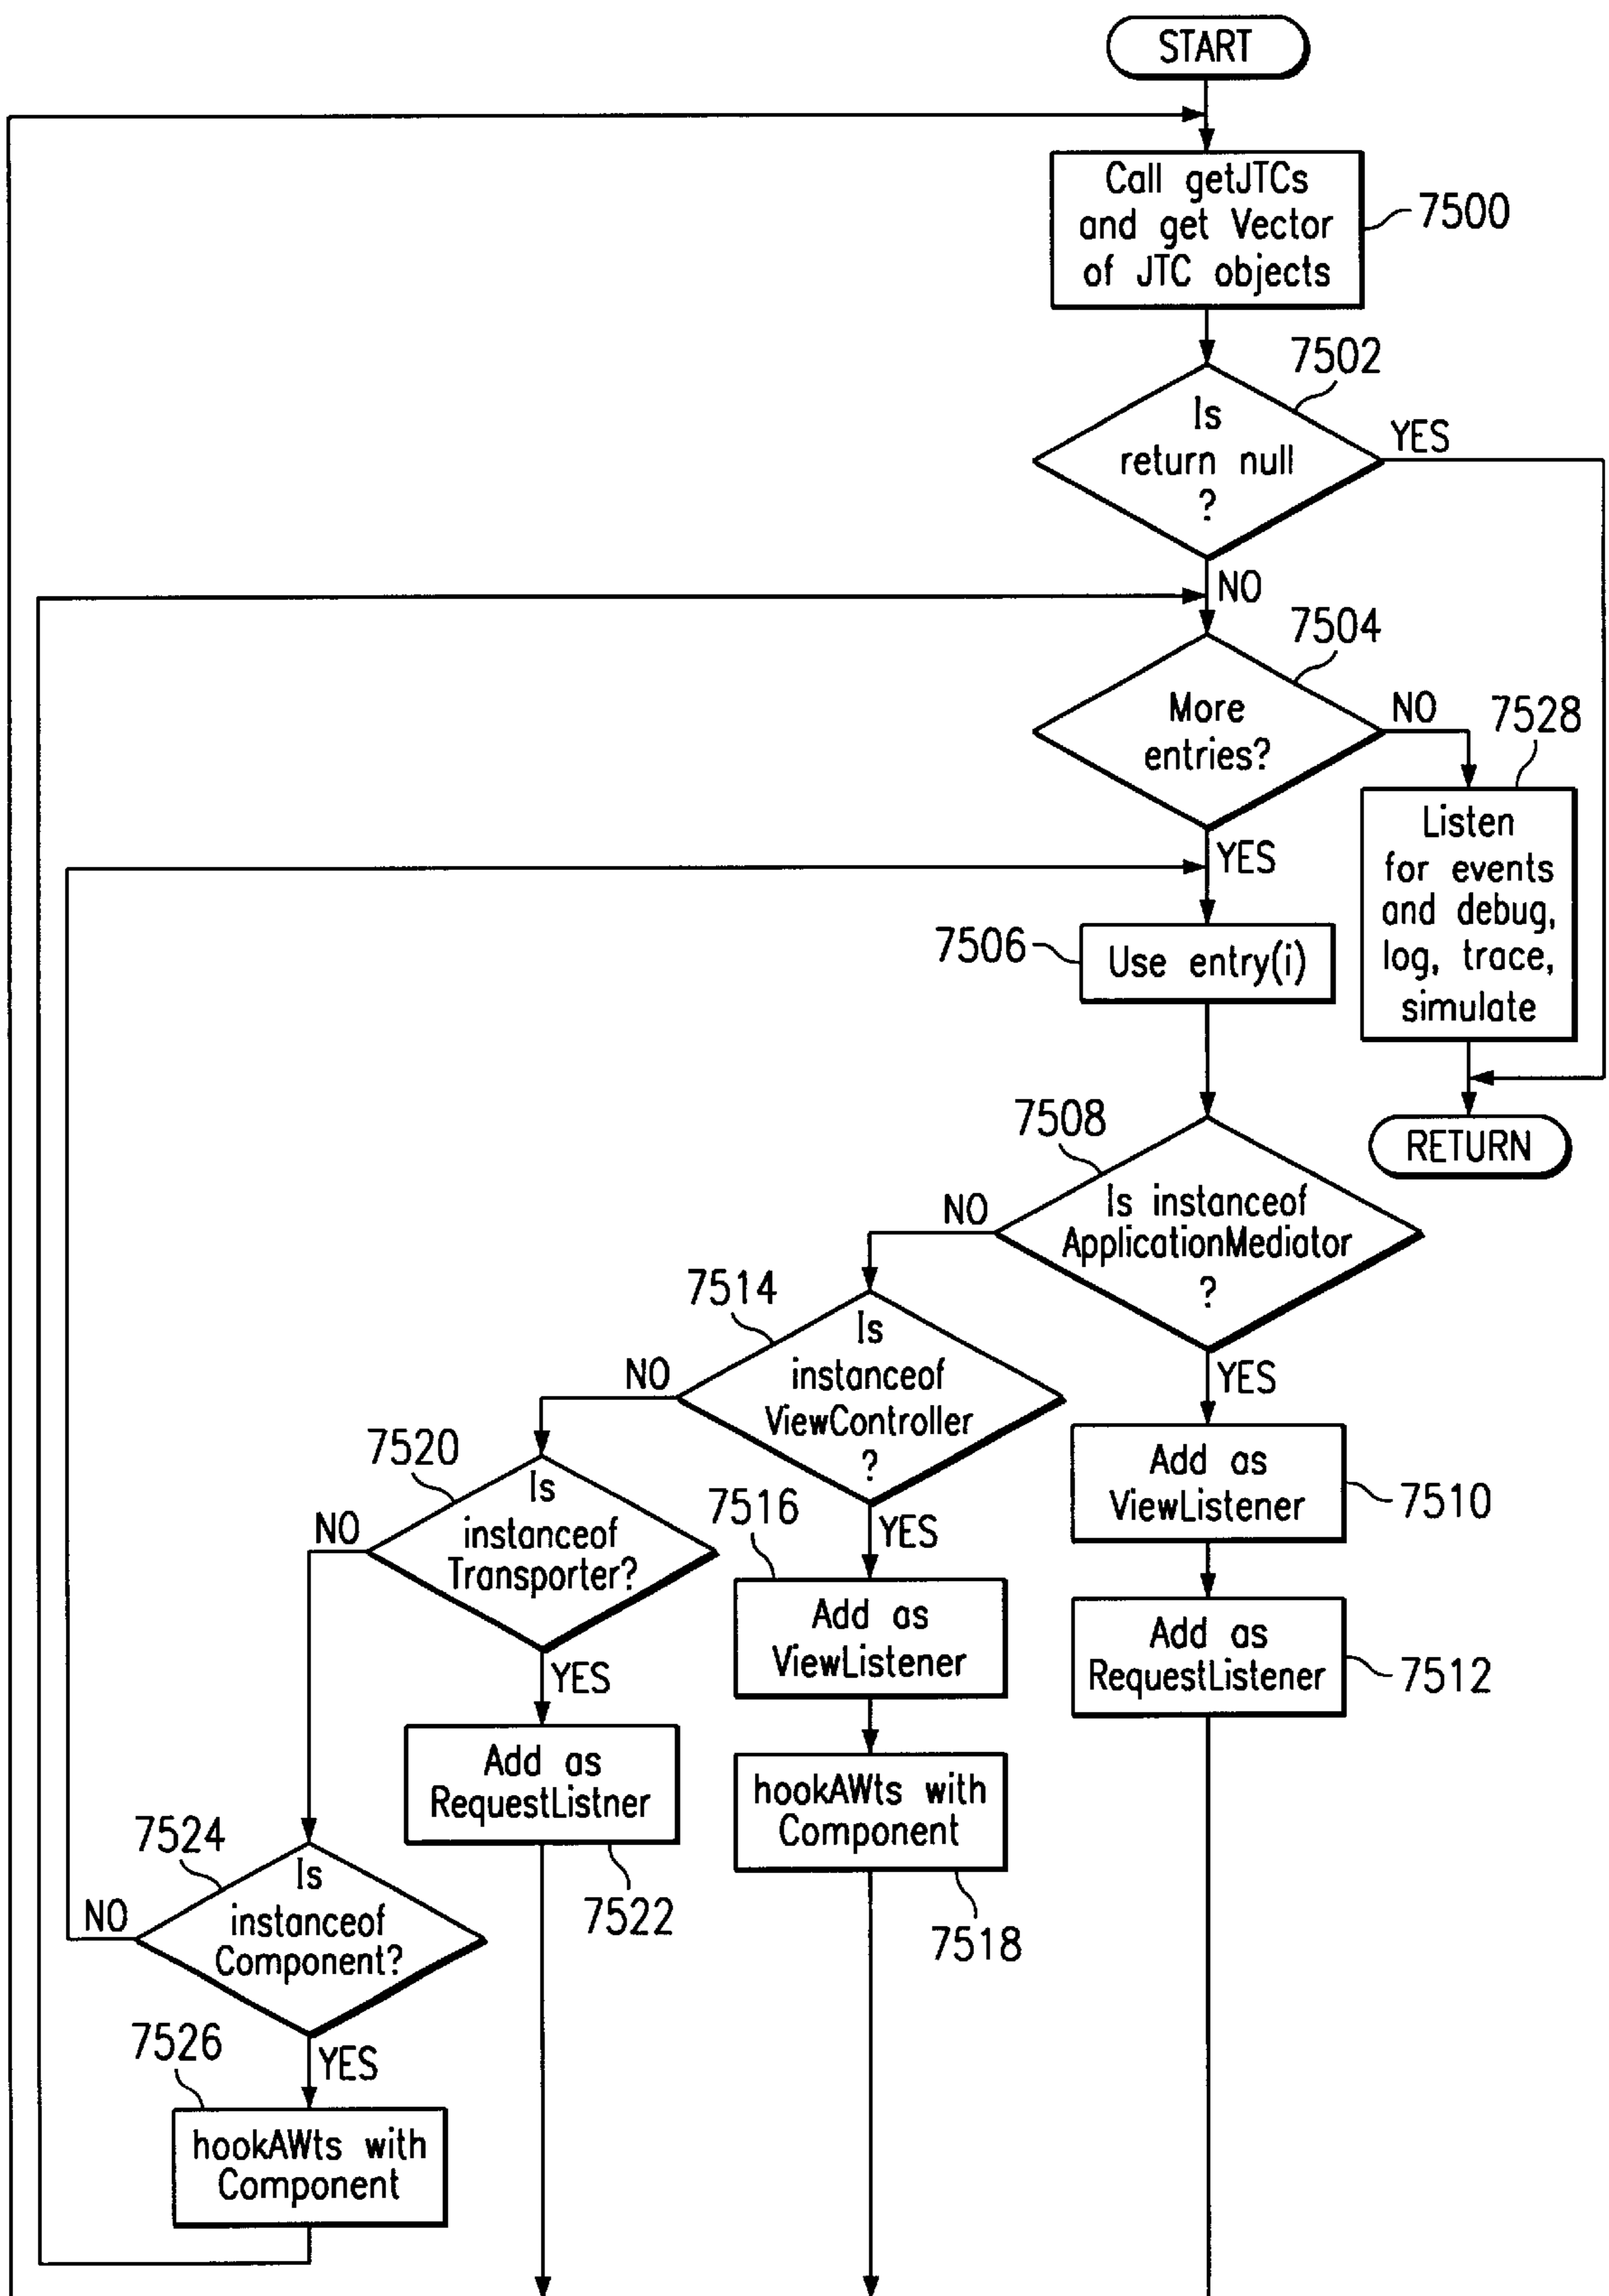 START
Call getJTCs
and get Vector
of JTC objects
7500
7502
Is
return null
?
YES
NO
7504
More
entries?
NO
7528
YES
Listen
for events
and debug,
log, trace,
simulate
7506
Use entry(i)
RETURN
7508
Is instanceof
ApplicationMediator
?
NO
YES
7514
Is
instanceof
ViewController
?
NO
YES
Add as
ViewListener
7510
Add as
RequestListener
7512
7520
Is
instanceof
Transporter?
NO
YES
7516
Add as
ViewListener
hookAWts with
Component
7518
Add as
RequestListner
7522
7524
Is
instanceof
Component?
NO
YES
7526
hookAWts with
Component